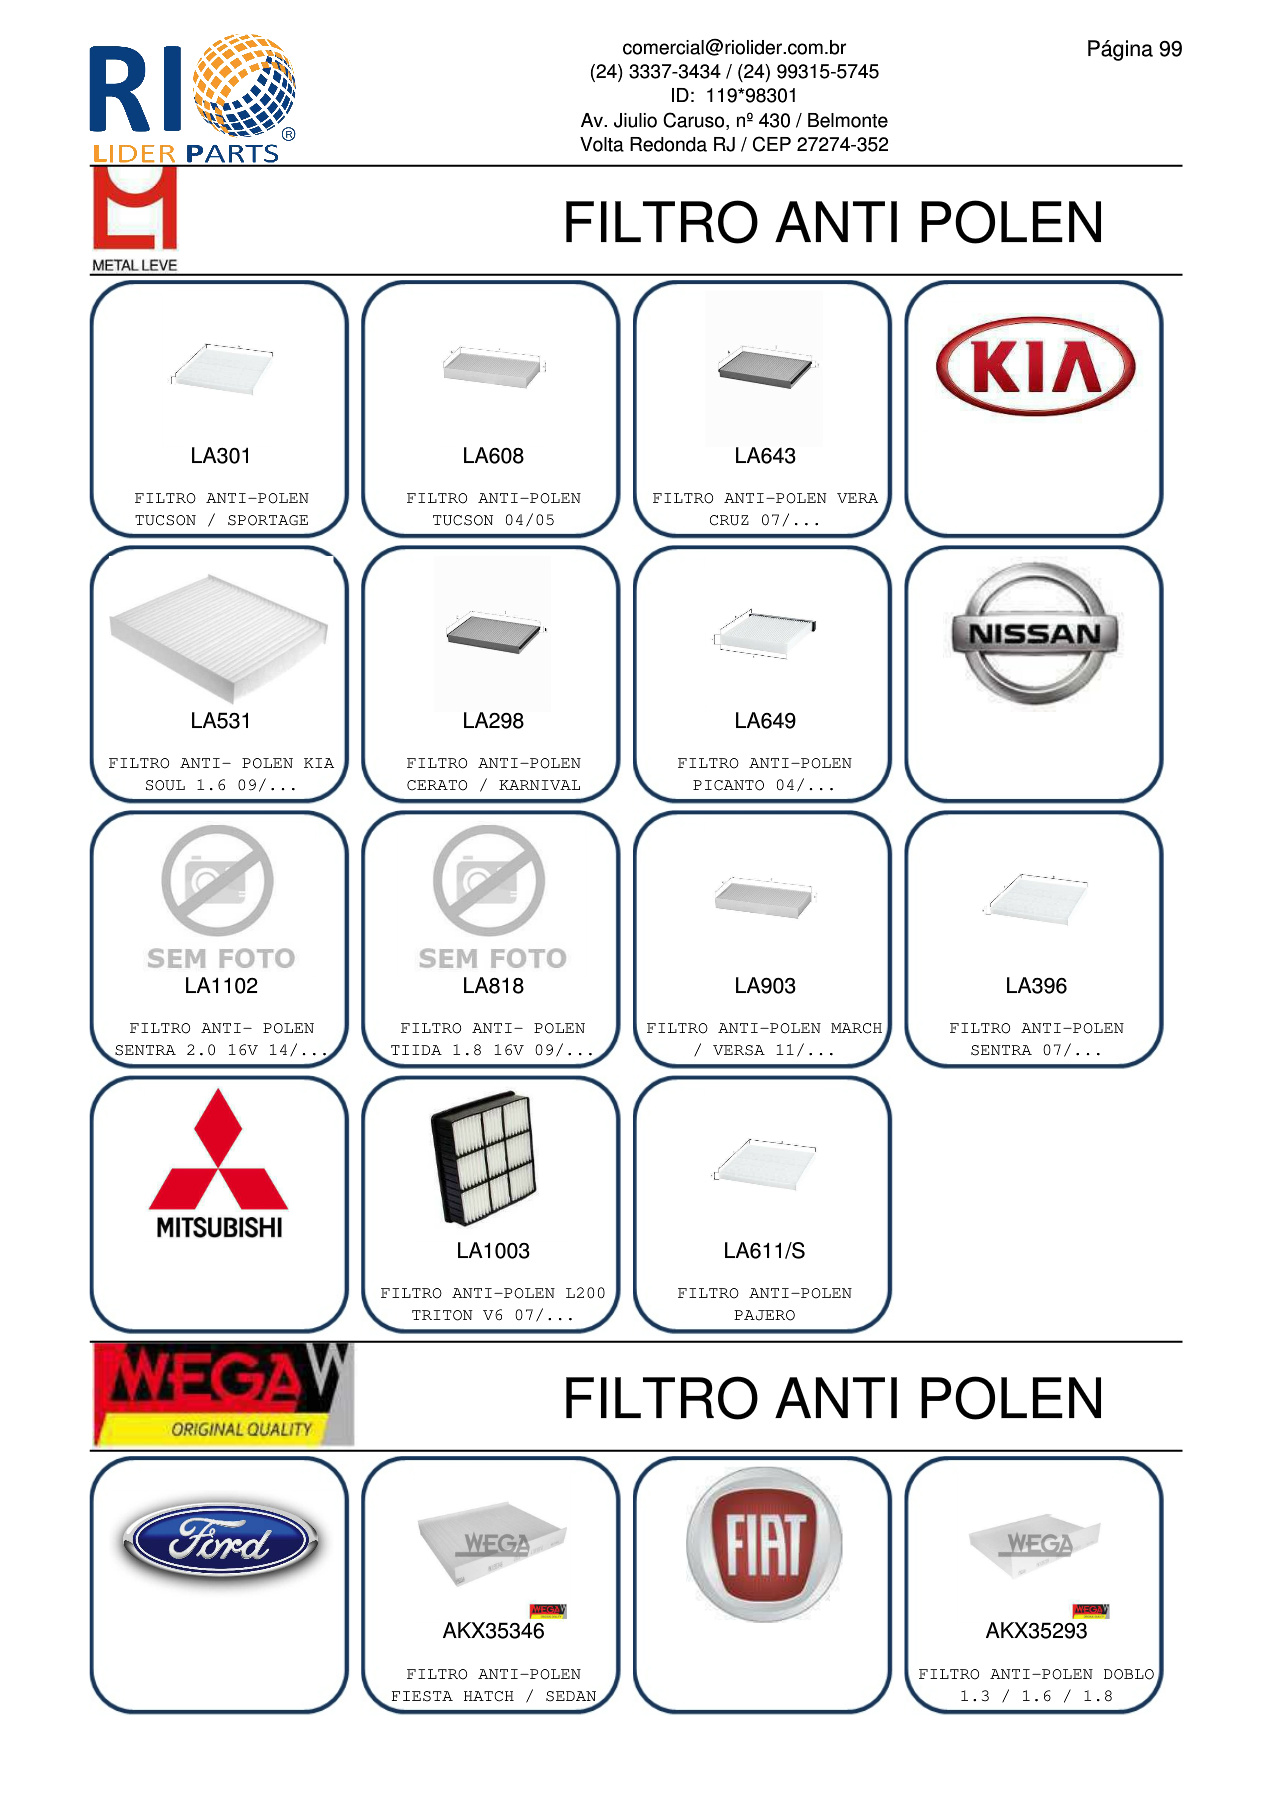 RIO
LIDER PARTS
®
comercial@riolider.com.br
(24) 3337-3434 / (24) 99315-5745
ID: 119*98301
Av. Jiulio Caruso, nº 430 / Belmonte
Volta Redonda RJ / CEP 27274-352
Página 99
METAL LEVE
FILTRO ANTI POLEN
LA301
FILTRO ANTI-POLEN
TUCSON / SPORTAGE
LA608
FILTRO ANTI-POLEN
TUCSON 04/05
LA643
FILTRO ANTI-POLEN VERA
CRUZ 07/...
KIA
LA531
FILTRO ANTI- POLEN KIA
SOUL 1.6 09/...
LA298
FILTRO ANTI-POLEN
CERATO / KARNIVAL
LA649
FILTRO ANTI-POLEN
PICANTO 04/...
NISSAN
SEM FOTO
LA1102
FILTRO ANTI- POLEN
SENTRA 2.0 16V 14/...
SEM FOTO
LA818
FILTRO ANTI- POLEN
TIIDA 1.8 16V 09/...
LA903
FILTRO ANTI-POLEN MARCH
/ VERSA 11/...
LA396
FILTRO ANTI-POLEN
SENTRA 07/...
MITSUBISHI
LA1003
FILTRO ANTI-POLEN L200
TRITON V6 07/...
LA611/S
FILTRO ANTI-POLEN
PAJERO
WEGA W
ORIGINAL QUALITY
FILTRO ANTI POLEN
Ford
WEGA
WEGA
AKX35346
FILTRO ANTI-POLEN
FIESTA HATCH / SEDAN
FIAT
WEGA
WEGA
AKX35293
FILTRO ANTI-POLEN DOBLO
1.3 / 1.6 / 1.8